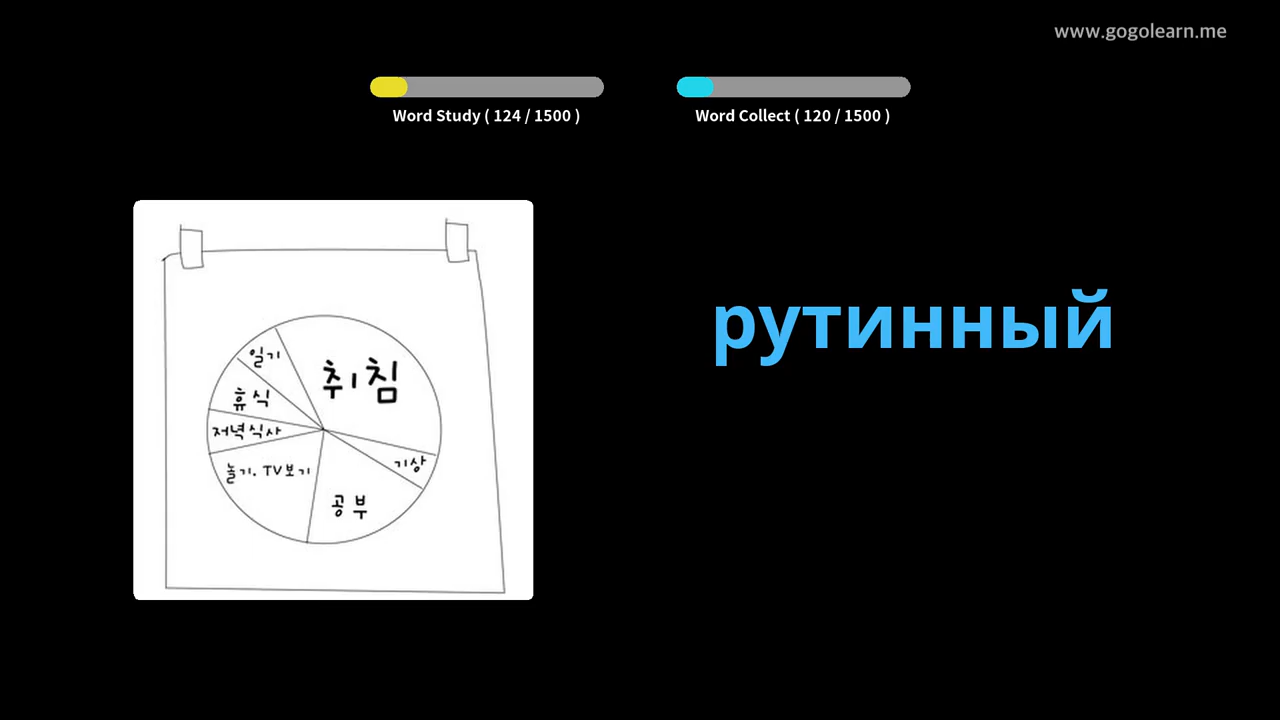 www.gogolearn.me
Word Study ( 124 / 1500 )
Word Collect ( 120 / 1500 )
일기
취침
휴식
저녁식사
놀기. TV보기
기상
공부
рутинный